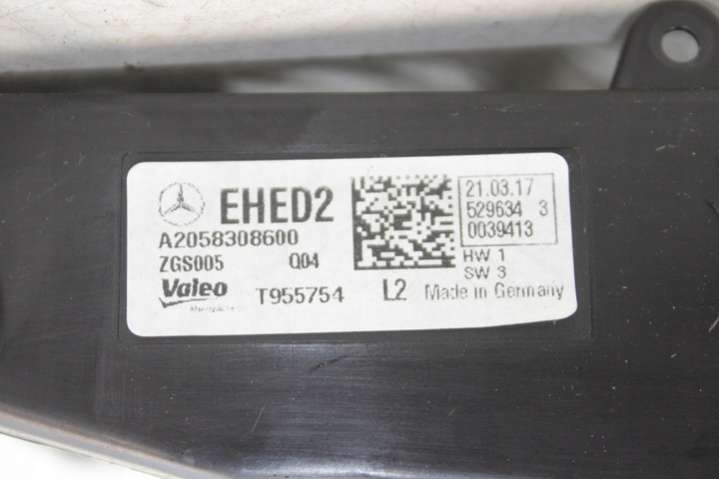 EHED2
A2058308600
ZGS005 Q04
Valeo T955754 L2 Made in Germany
21.03.17
529634 3
0039413
HW 1
SW 3